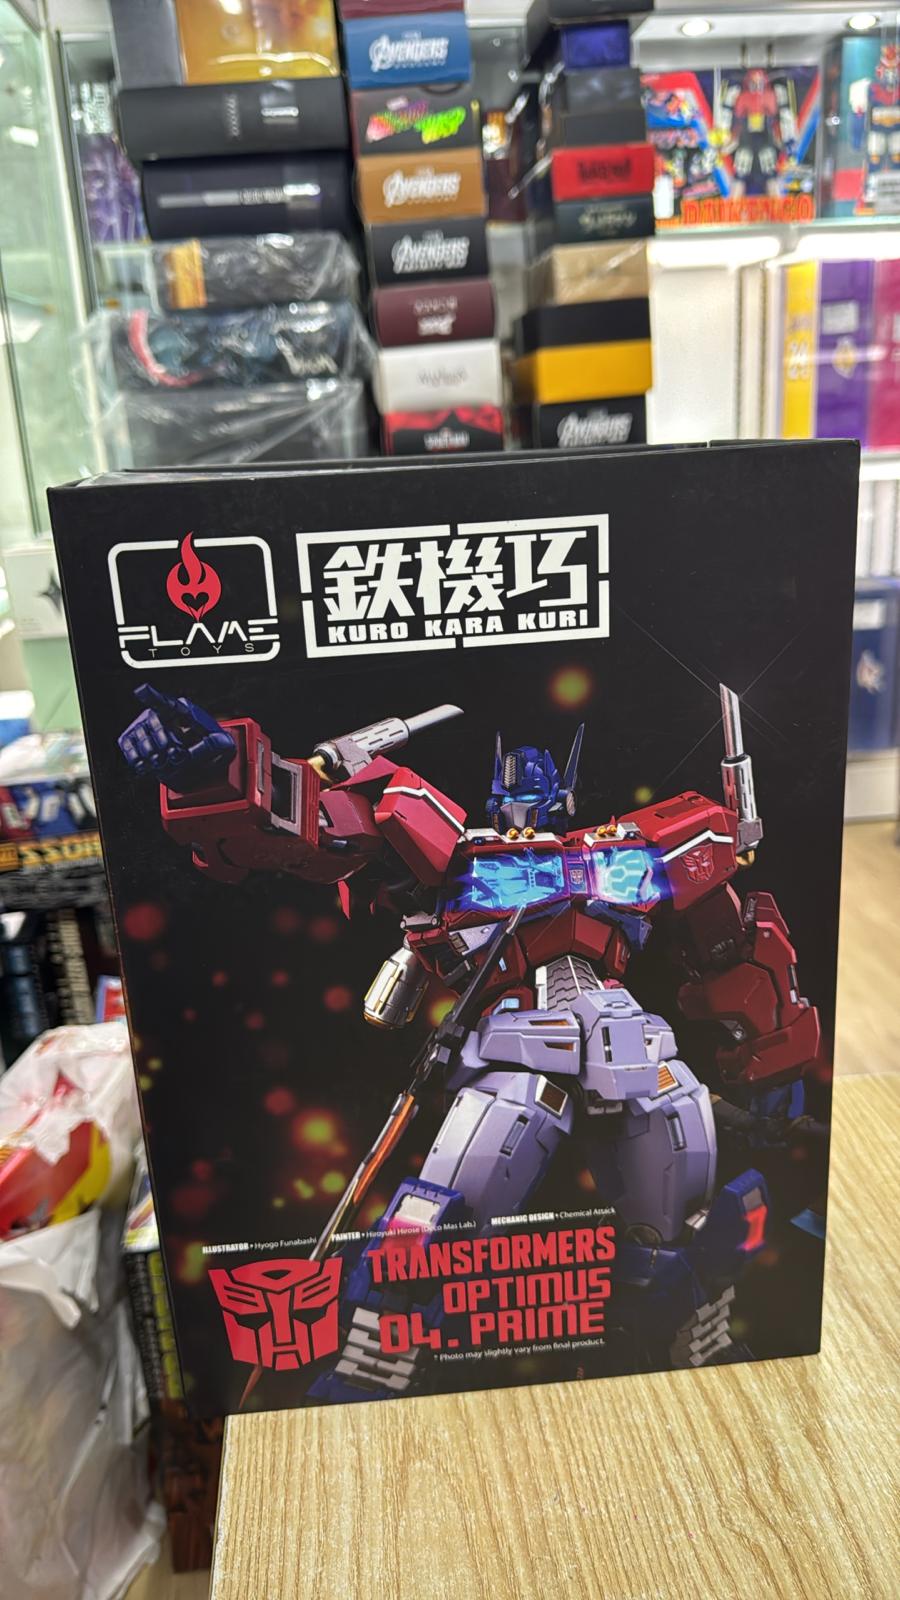 AVENGERS
AVENGERS
AVENGERS
AVENGERS
FLAME
TOYS
鉄機巧
KURO KARA KURI
ILLUSTRATOR • Hyogo Funabashi PAINTER • Hiroyuki Hirose (Deco Mas Lab.) MECHANIC DESIGN • Chemical Attack
TRANSFORMERS
OPTIMUS
04. PRIME
* Photo may slightly vary from final product.